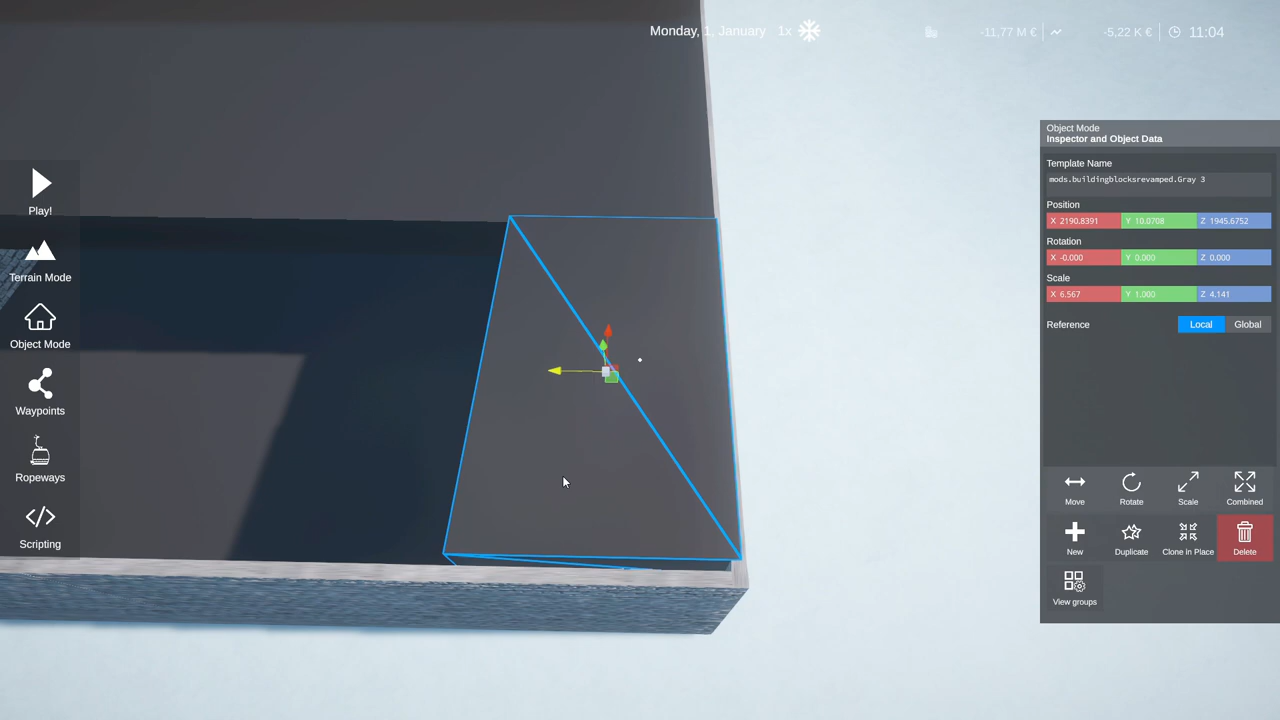 Monday, 1, January 1x
-11,77 M € -5,22 K € 11:04
Play!
Terrain Mode
Object Mode
Waypoints
Ropeways
Scripting
Object Mode
Inspector and Object Data
Template Name
mods.buildingblocksrevamped.Gray 3
Position
X 2190.8391 Y 10.0708 Z 1945.6752
Rotation
X -0.000 Y 0.000 Z 0.000
Scale
X 6.567 Y 1.000 Z 4.141
Reference Local Global
Move Rotate Scale Combined
New Duplicate Clone in Place Delete
View groups